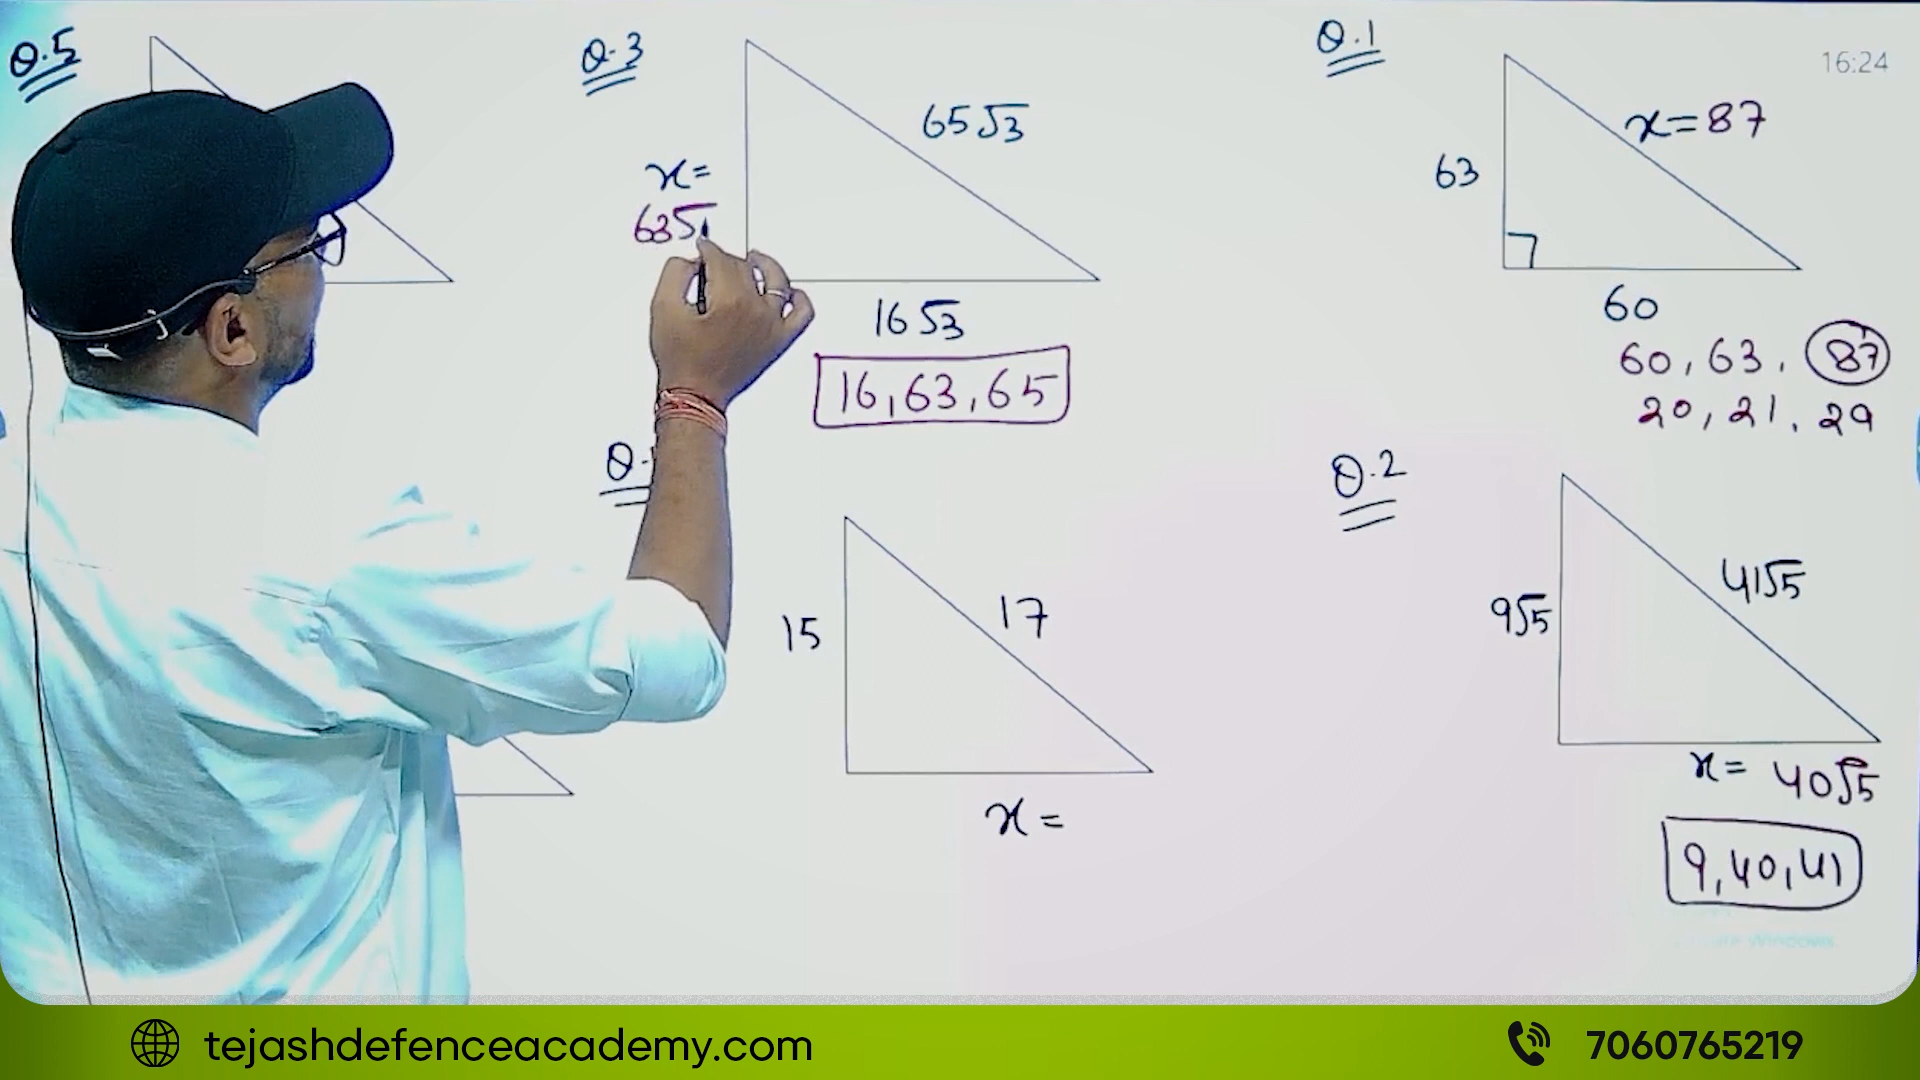 Q.5
Q.3
65√3
x=
63√
16√3
16, 63, 65
Q.
15
17
x =
Q.1
16:24
x=87
63
60
60, 63, 87
20, 21, 29
Q.2
41√5
9√5
x= 40√5
9, 40, 41
tejashdefenceacademy.com
7060765219